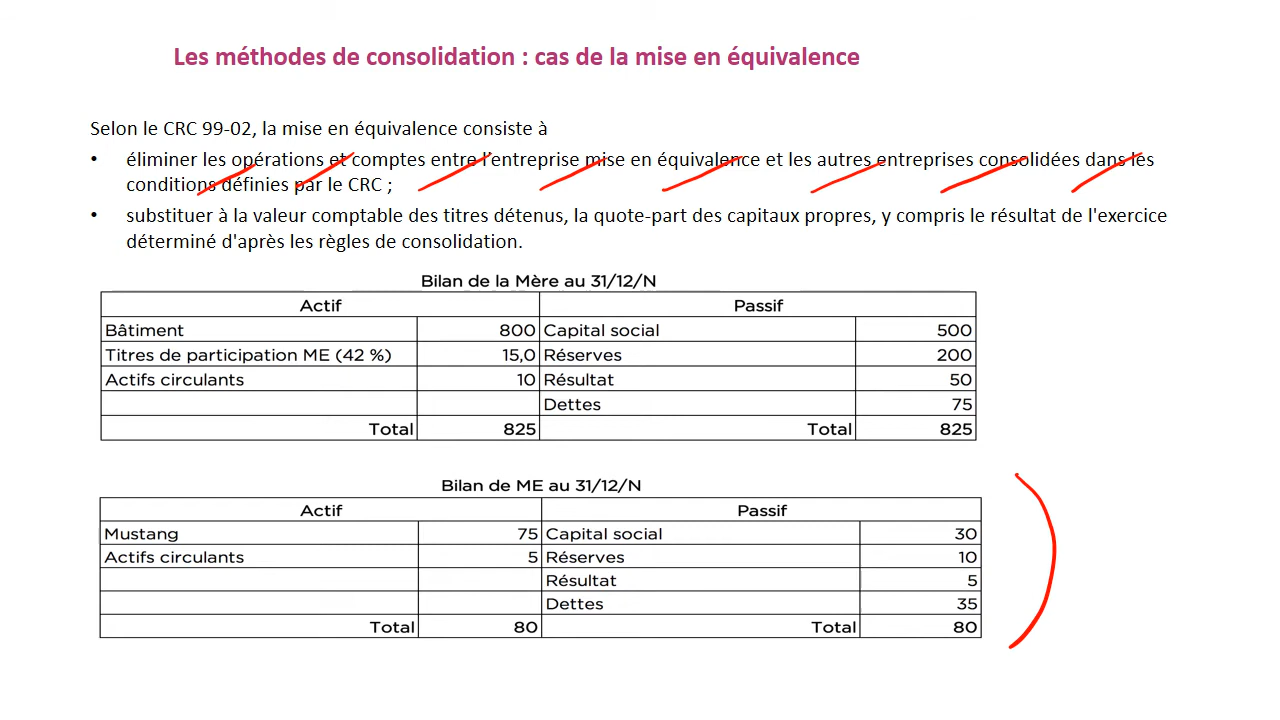 Les méthodes de consolidation : cas de la mise en équivalence
Selon le CRC 99-02, la mise en équivalence consiste à
• éliminer les opérations et comptes entre l'entreprise mise en équivalence et les autres entreprises consolidées dans les
conditions définies par le CRC ;
• substituer à la valeur comptable des titres détenus, la quote-part des capitaux propres, y compris le résultat de l'exercice
déterminé d'après les règles de consolidation.
Bilan de la Mère au 31/12/N
Actif Passif
Bâtiment 800 Capital social 500
Titres de participation ME (42 %) 15,0 Réserves 200
Actifs circulants 10 Résultat 50
Dettes 75
Total 825 Total 825
Bilan de ME au 31/12/N
Actif Passif
Mustang 75 Capital social 30
Actifs circulants 5 Réserves 10
Résultat 5
Dettes 35
Total 80 Total 80